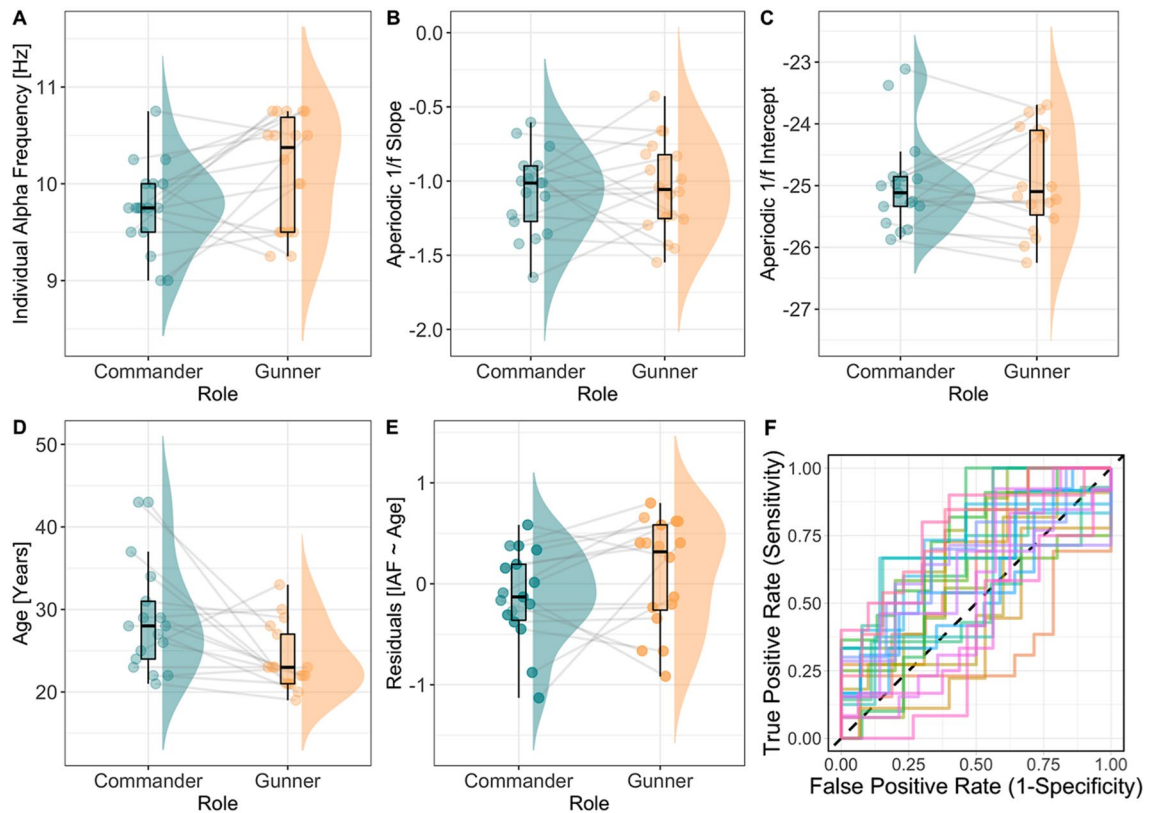 A
Individual Alpha Frequency [Hz]
11
10
9
Commander Gunner
Role
B
Aperiodic 1/f Slope
0.0
-0.5
-1.0
-1.5
-2.0
Commander Gunner
Role
C
Aperiodic 1/f Intercept
-23
-24
-25
-26
-27
Commander Gunner
Role
D
Age [Years]
50
40
30
20
Commander Gunner
Role
E
Residuals [IAF ~ Age]
1
0
-1
Commander Gunner
Role
F
True Positive Rate (Sensitivity)
1.00
0.75
0.50
0.25
0.00
0.00 0.25 0.50 0.75 1.00
False Positive Rate (1-Specificity)